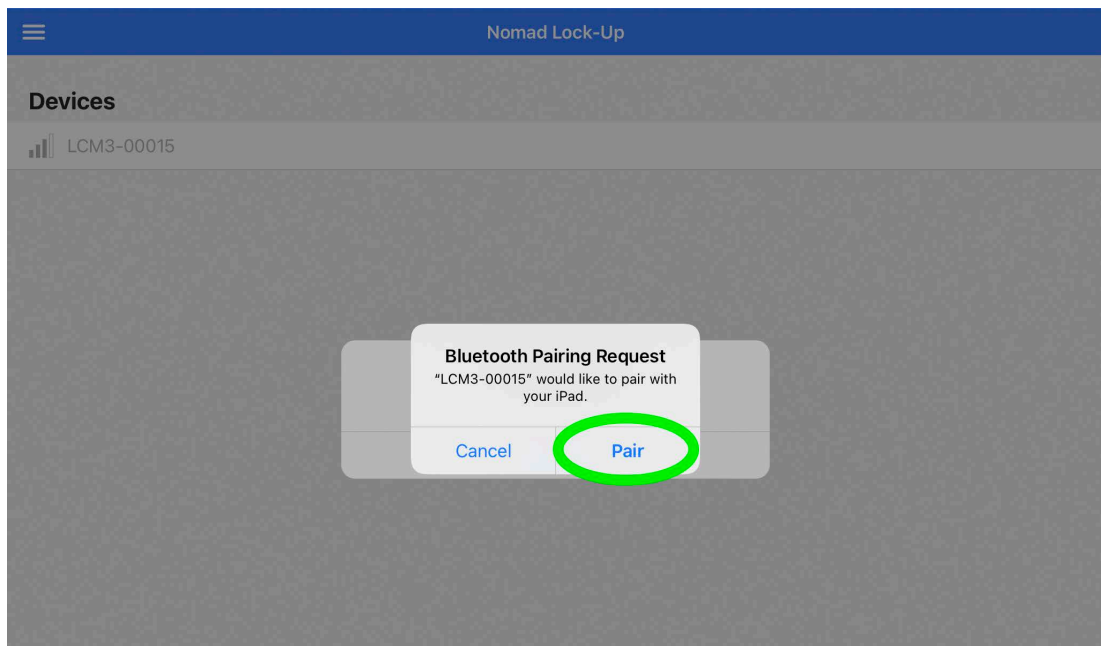 Nomad Lock-Up
Devices
LCM3-00015
Bluetooth Pairing Request
"LCM3-00015" would like to pair with
your iPad.
Cancel
Pair